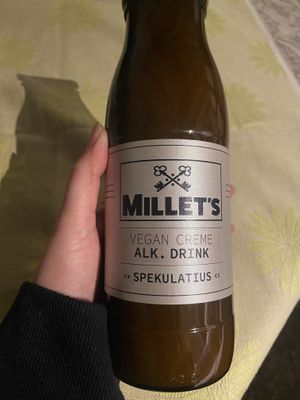 MILLET'S
VEGAN CREME
ALK. DRINK
>> SPEKULATIUS <<